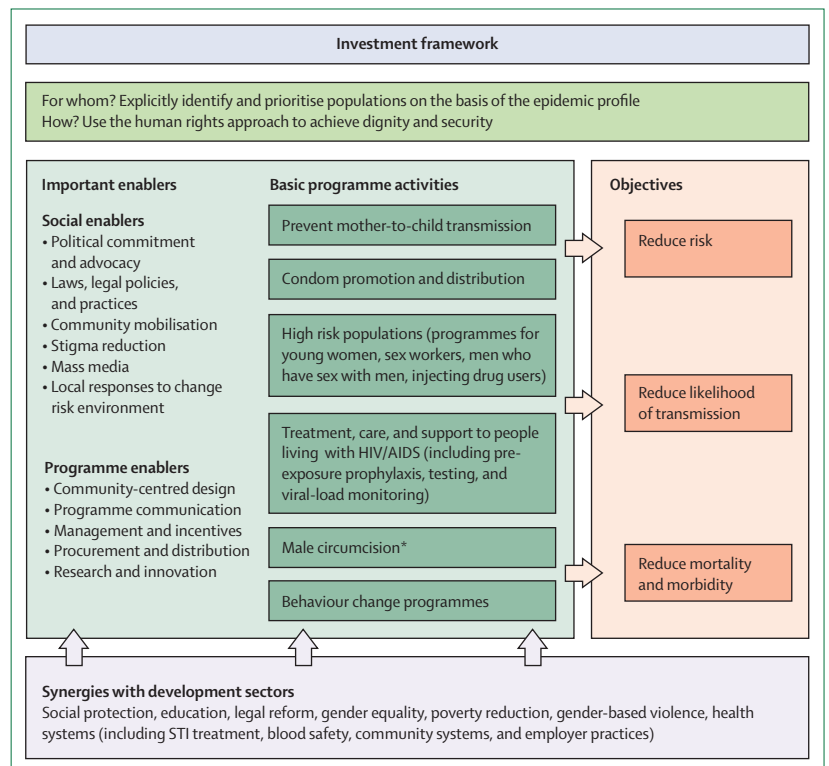 Investment framework
For whom? Explicitly identify and prioritise populations on the basis of the epidemic profile
How? Use the human rights approach to achieve dignity and security
Important enablers
Social enablers
• Political commitment
and advocacy
• Laws, legal policies,
and practices
• Community mobilisation
• Stigma reduction
• Mass media
• Local responses to change
risk environment
Programme enablers
• Community-centred design
• Programme communication
• Management and incentives
• Procurement and distribution
• Research and innovation
Basic programme activities
Prevent mother-to-child transmission
Condom promotion and distribution
High risk populations (programmes for
young women, sex workers, men who
have sex with men, injecting drug users)
Treatment, care, and support to people
living with HIV/AIDS (including pre-
exposure prophylaxis, testing, and
viral-load monitoring)
Male circumcision*
Behaviour change programmes
Objectives
Reduce risk
Reduce likelihood
of transmission
Reduce mortality
and morbidity
Synergies with development sectors
Social protection, education, legal reform, gender equality, poverty reduction, gender-based violence, health
systems (including STI treatment, blood safety, community systems, and employer practices)